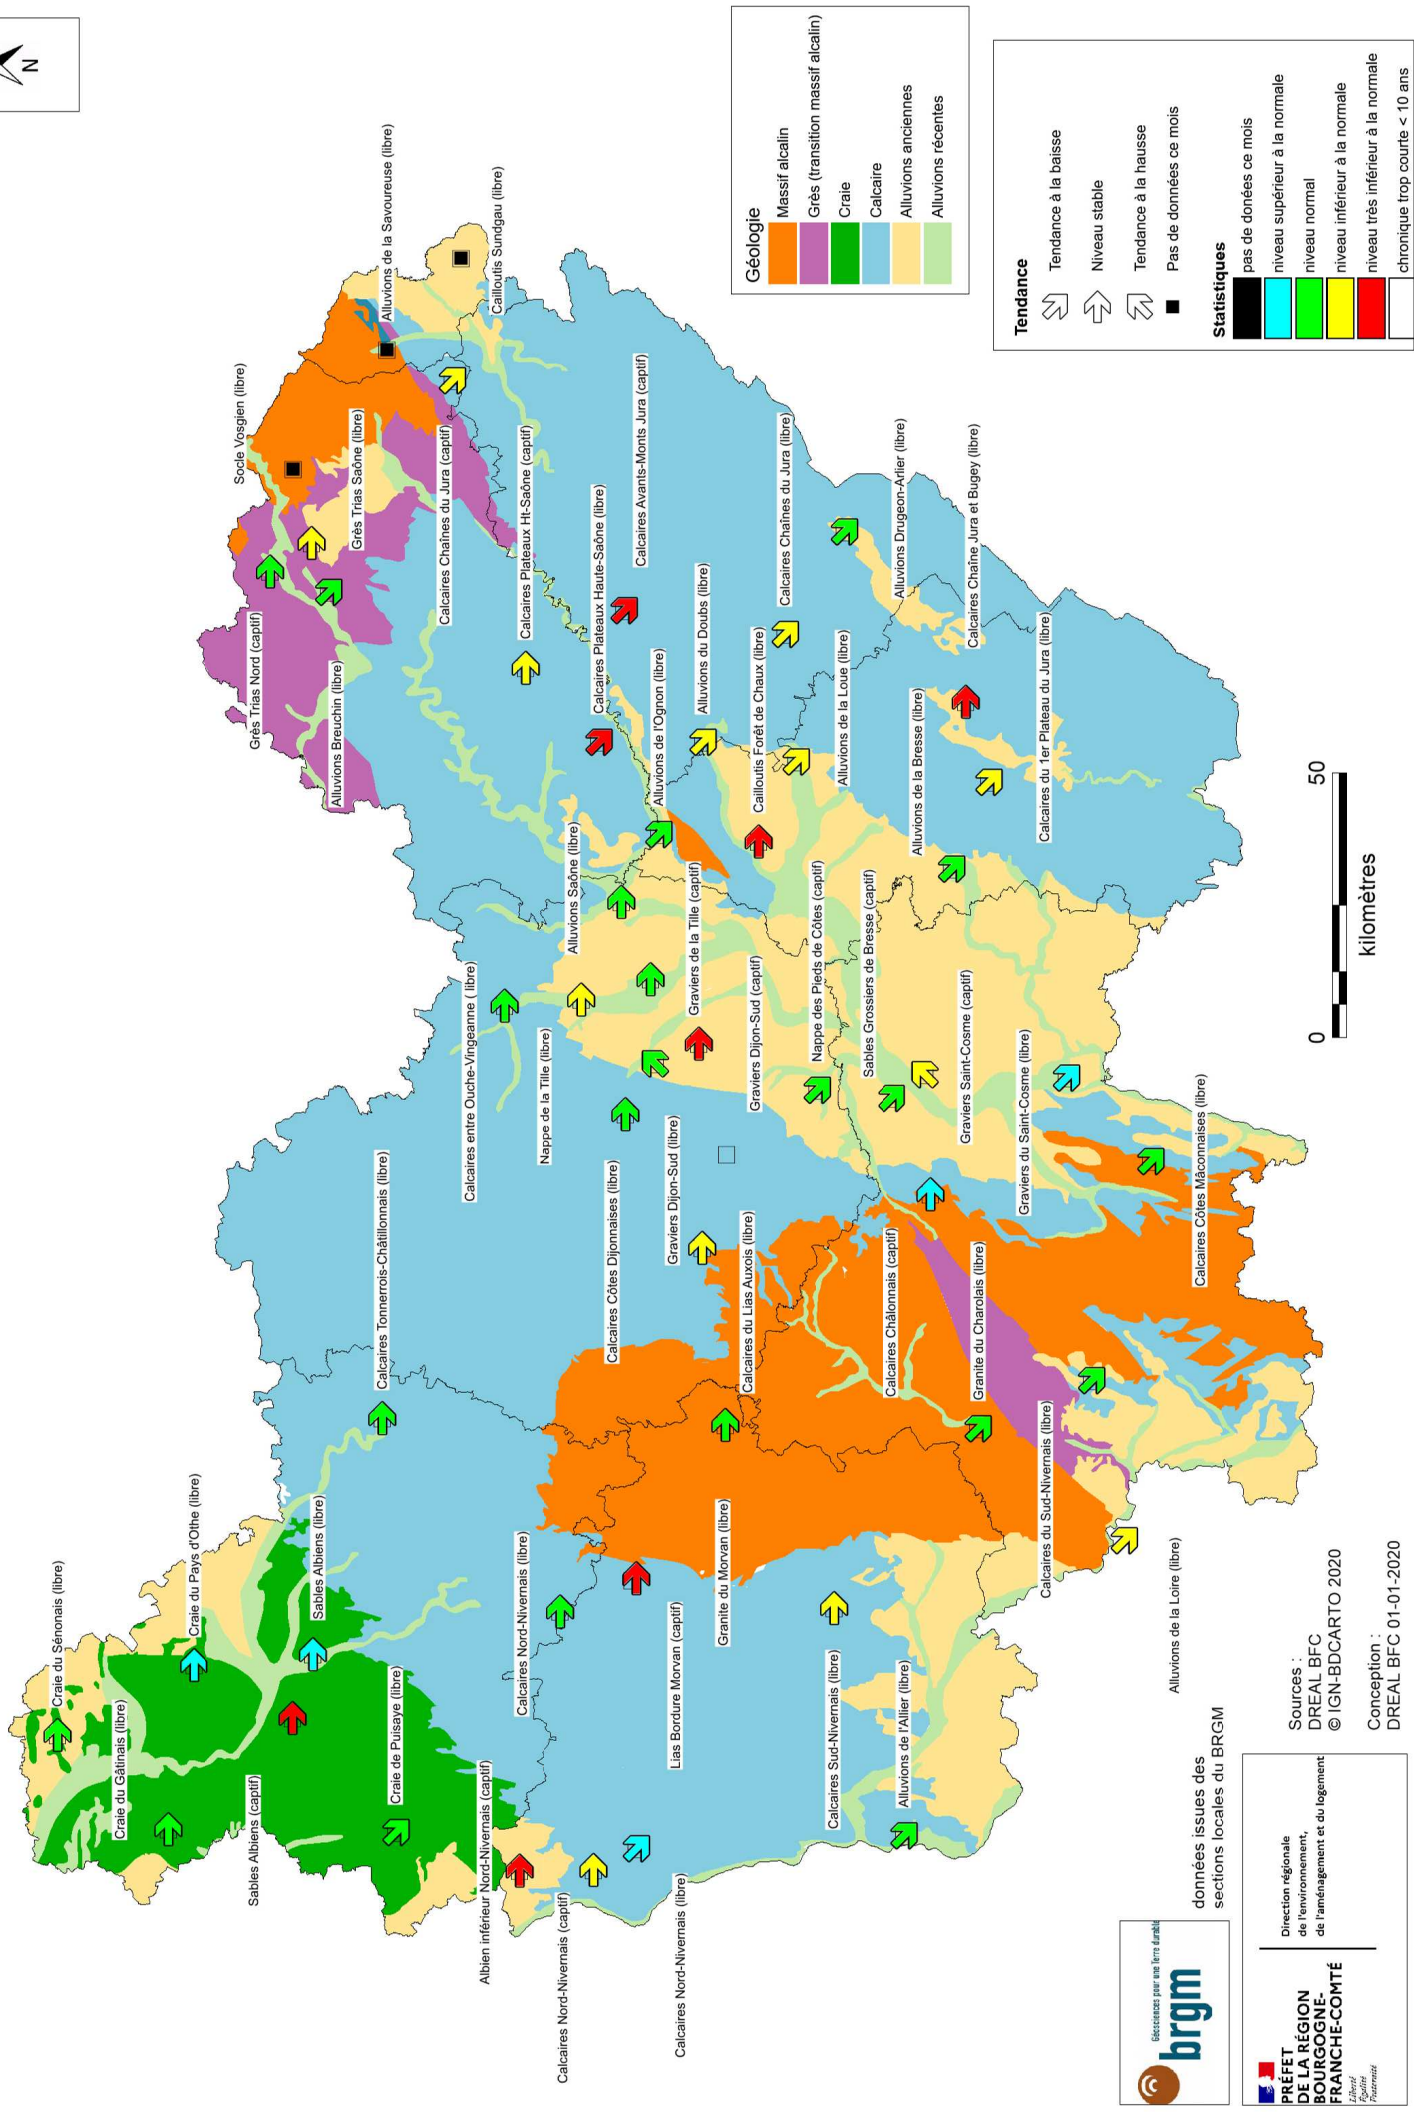 N
Géologie
Massif alcalin
Grès (transition massif alcalin)
Craie
Calcaire
Alluvions anciennes
Alluvions récentes
Tendance
Tendance à la baisse
Niveau stable
Tendance à la hausse
Pas de données ce mois
Statistiques
pas de donées ce mois
niveau supérieur à la normale
niveau normal
niveau inférieur à la normale
niveau très inférieur à la normale
chronique trop courte < 10 ans
Craie du Sénonais (libre)
Craie du Gâtinais (libre)
Craie du Pays d'Othe (libre)
Sables Albiens (captif)
Sables Albiens (libre)
Craie de Puisaye (libre)
Calcaires Tonnerrois-Châtillonnais (libre)
Albien inférieur Nord-Nivernais (captif)
Calcaires Nord-Nivernais (libre)
Calcaires Nord-Nivernais (captif)
Calcaires Nord-Nivernais (libre)
Lias Bordure Morvan (captif)
Granite du Morvan (libre)
Calcaires Sud-Nivernais (libre)
Alluvions de l'Allier (libre)
Calcaires du Sud-Nivernais (libre)
Alluvions de la Loire (libre)
Calcaires entre Ouche-Vingeanne ( libre)
Nappe de la Tille (libre)
Calcaires Côtes Dijonnaises (libre)
Graviers Dijon-Sud (libre)
Calcaires du Lias Auxois (libre)
Calcaires Châlonnais (captif)
Granite du Charolais (libre)
Alluvions Saône (libre)
Graviers de la Tille (captif)
Graviers Dijon-Sud (captif)
Nappe des Pieds de Côtes (captif)
Sables Grossiers de Bresse (captif)
Graviers Saint-Cosme (captif)
Graviers du Saint-Cosme (libre)
Calcaires Côtes Mâconnaises (libre)
Socle Vosgien (libre)
Grès Trias Nord (captif)
Alluvions Breuchin (libre)
Grès Trias Saône (libre)
Alluvions de la Savoureuse (libre)
Cailloutis Sundgau (libre)
Calcaires Chaînes du Jura (captif)
Calcaires Plateaux Ht-Saône (captif)
Calcaires Plateaux Haute-Saône (libre)
Calcaires Avants-Monts Jura (captif)
Alluvions de l'Ognon (libre)
Alluvions du Doubs (libre)
Cailloutis Forêt de Chaux (libre)
Calcaires Chaînes du Jura (libre)
Alluvions de la Loue (libre)
Alluvions Drugeon-Arlier (libre)
Alluvions de la Bresse (libre)
Calcaires Chaîne Jura et Bugey (libre)
Calcaires du 1er Plateau du Jura (libre)
0 50
kilomètres
Géosciences pour une Terre durable
brgm
données issues des
sections locales du BRGM
PRÉFET
DE LA RÉGION
BOURGOGNE-
FRANCHE-COMTÉ
Liberté
Égalité
Fraternité
Direction régionale
de l'environnement,
de l'aménagement et du logement
Sources :
DREAL BFC
© IGN-BDCARTO 2020
Conception :
DREAL BFC 01-01-2020